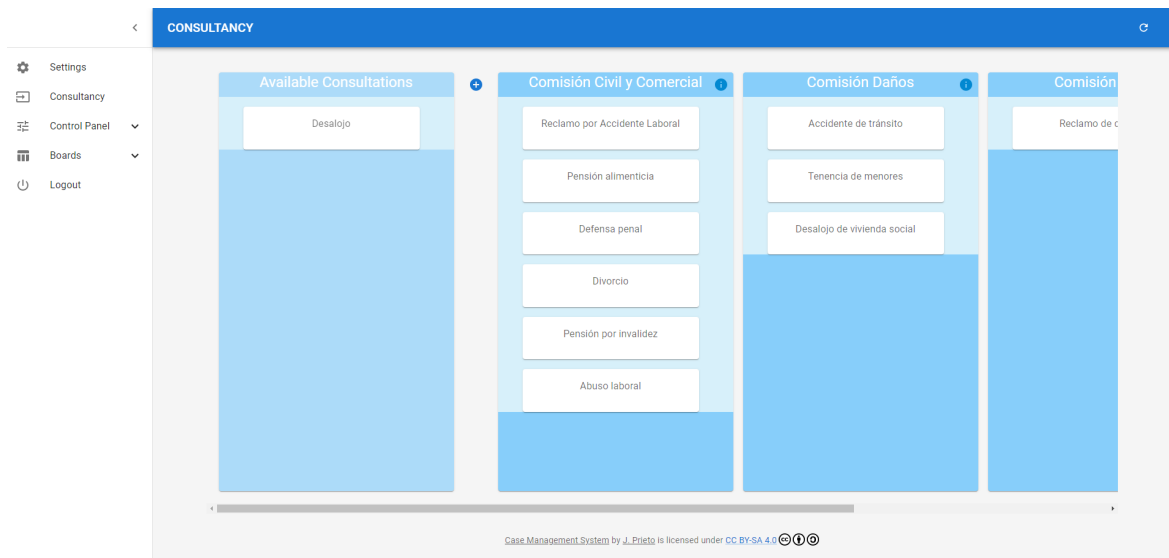 CONSULTANCY
Settings
Consultancy
Control Panel
Boards
Logout
Available Consultations
Desalojo
Comisión Civil y Comercial
Reclamo por Accidente Laboral
Pensión alimenticia
Defensa penal
Divorcio
Pensión por invalidez
Abuso laboral
Comisión Daños
Accidente de tránsito
Tenencia de menores
Desalojo de vivienda social
Comisión
Reclamo de
Case Management System by J. Prieto is licensed under CC BY-SA 4.0